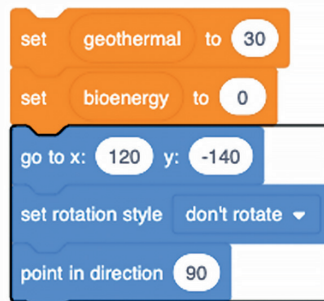 set geothermal to 30
set bioenergy to 0
go to x: 120 y: -140
set rotation style don't rotate
point in direction 90